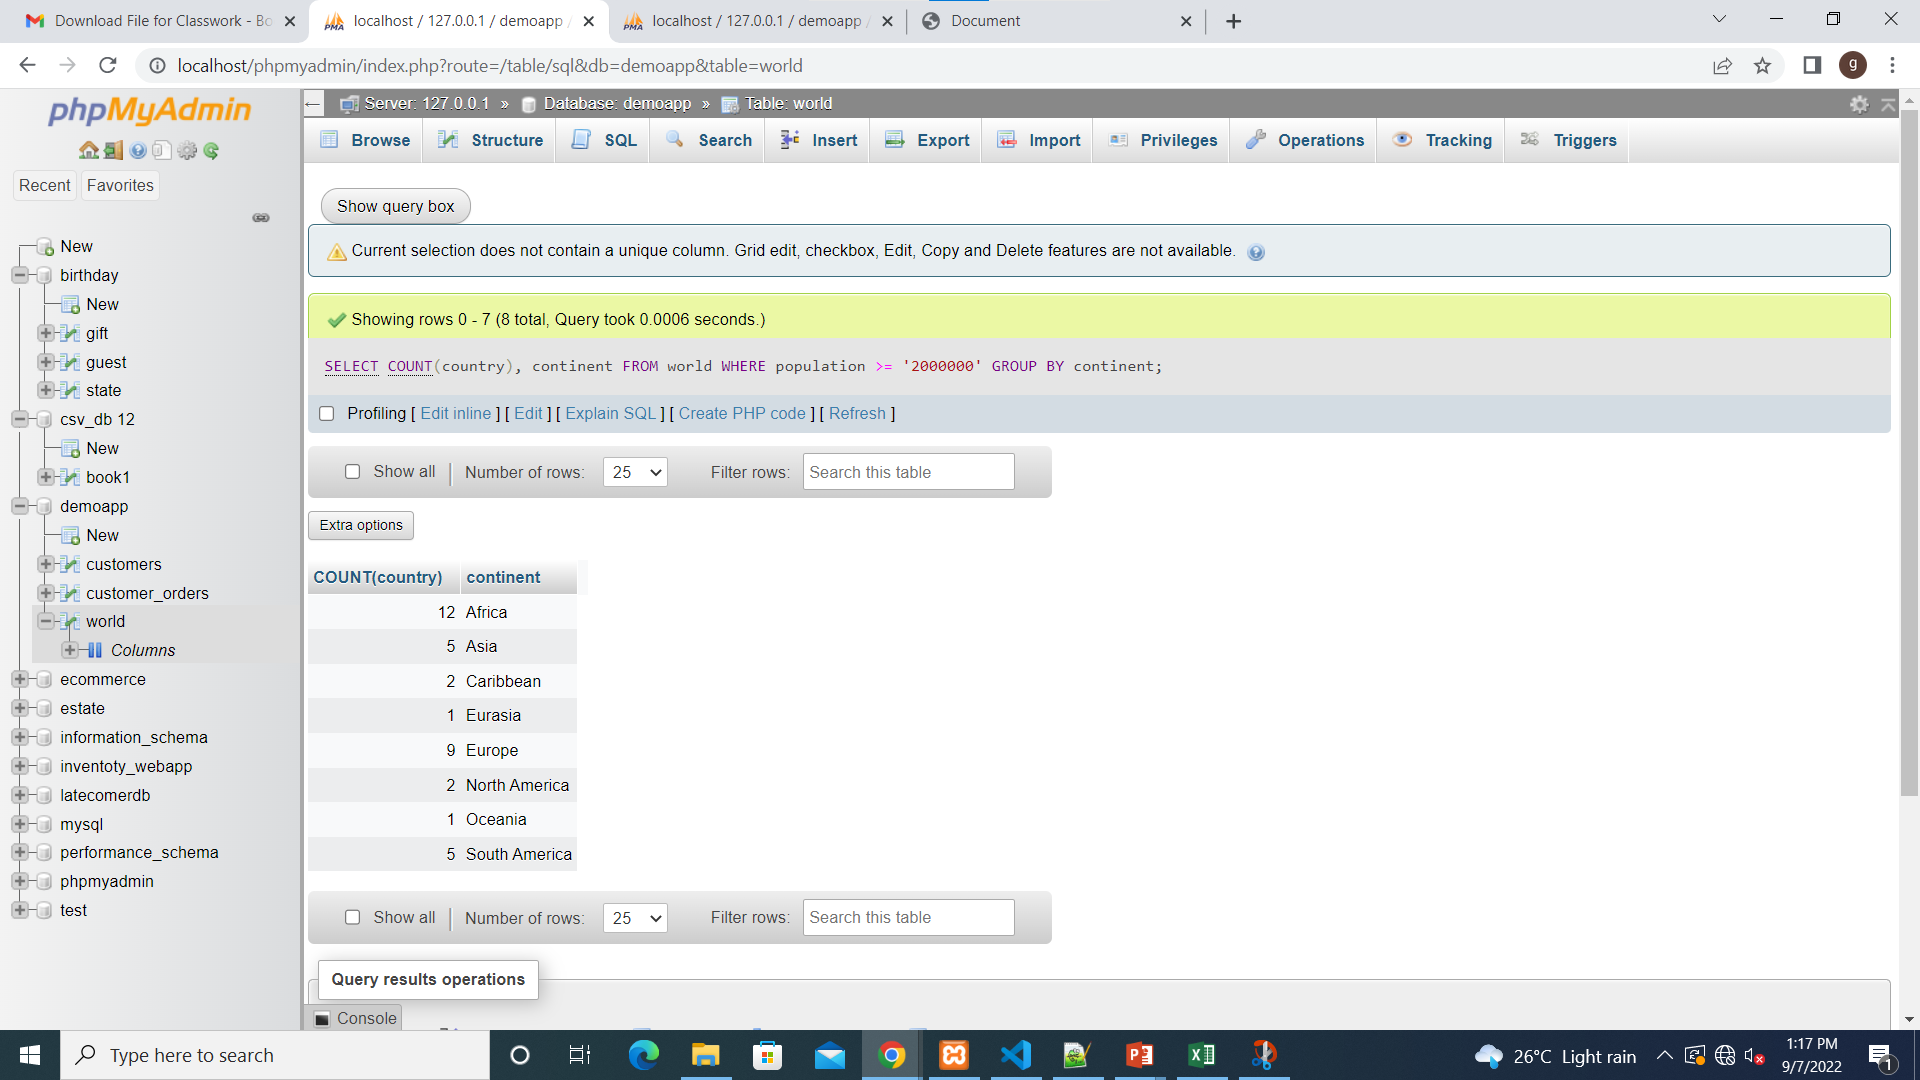 Download File for Classwork - Bo
localhost / 127.0.0.1 / demoapp
localhost / 127.0.0.1 / demoapp
Document
localhost/phpmyadmin/index.php?route=/table/sql&db=demoapp&table=world
g
phpMyAdmin
Recent Favorites
New
birthday
New
gift
guest
state
csv_db 12
New
book1
demoapp
New
customers
customer_orders
world
Columns
ecommerce
estate
information_schema
inventoty_webapp
latecomerdb
mysql
performance_schema
phpmyadmin
test
Server: 127.0.0.1 » Database: demoapp » Table: world
Browse Structure SQL Search Insert Export Import Privileges Operations Tracking Triggers
Show query box
Current selection does not contain a unique column. Grid edit, checkbox, Edit, Copy and Delete features are not available.
Showing rows 0 - 7 (8 total, Query took 0.0006 seconds.)
SELECT COUNT(country), continent FROM world WHERE population >= '2000000' GROUP BY continent;
Profiling [ Edit inline ] [ Edit ] [ Explain SQL ] [ Create PHP code ] [ Refresh ]
Show all | Number of rows: 25 Filter rows: Search this table
Extra options
COUNT(country) continent
12 Africa
5 Asia
2 Caribbean
1 Eurasia
9 Europe
2 North America
1 Oceania
5 South America
Show all | Number of rows: 25 Filter rows: Search this table
Query results operations
Console
Type here to search
26°C Light rain
1:17 PM
9/7/2022
1